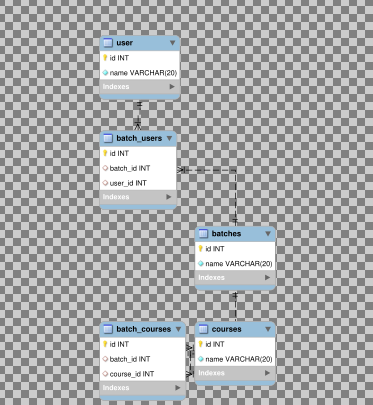 user
id INT
name VARCHAR(20)
Indexes
batch_users
id INT
batch_id INT
user_id INT
Indexes
batches
id INT
name VARCHAR(20)
Indexes
batch_courses
id INT
batch_id INT
course_id INT
Indexes
courses
id INT
name VARCHAR(20)
Indexes